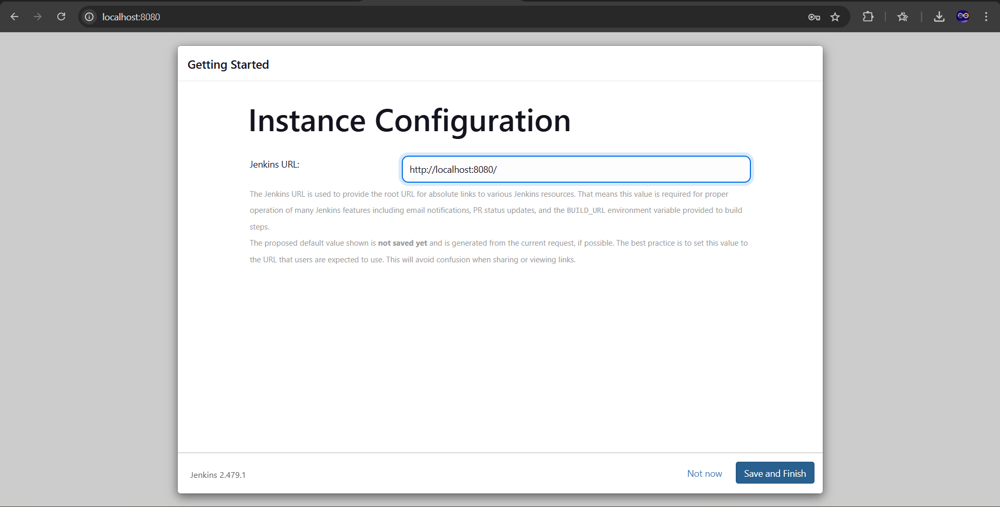 localhost:8080
Getting Started
Instance Configuration
Jenkins URL:
http://localhost:8080/
The Jenkins URL is used to provide the root URL for absolute links to various Jenkins resources. That means this value is required for proper
operation of many Jenkins features including email notifications, PR status updates, and the BUILD_URL environment variable provided to build
steps.
The proposed default value shown is not saved yet and is generated from the current request, if possible. The best practice is to set this value to
the URL that users are expected to use. This will avoid confusion when sharing or viewing links.
Jenkins 2.479.1
Not now
Save and Finish